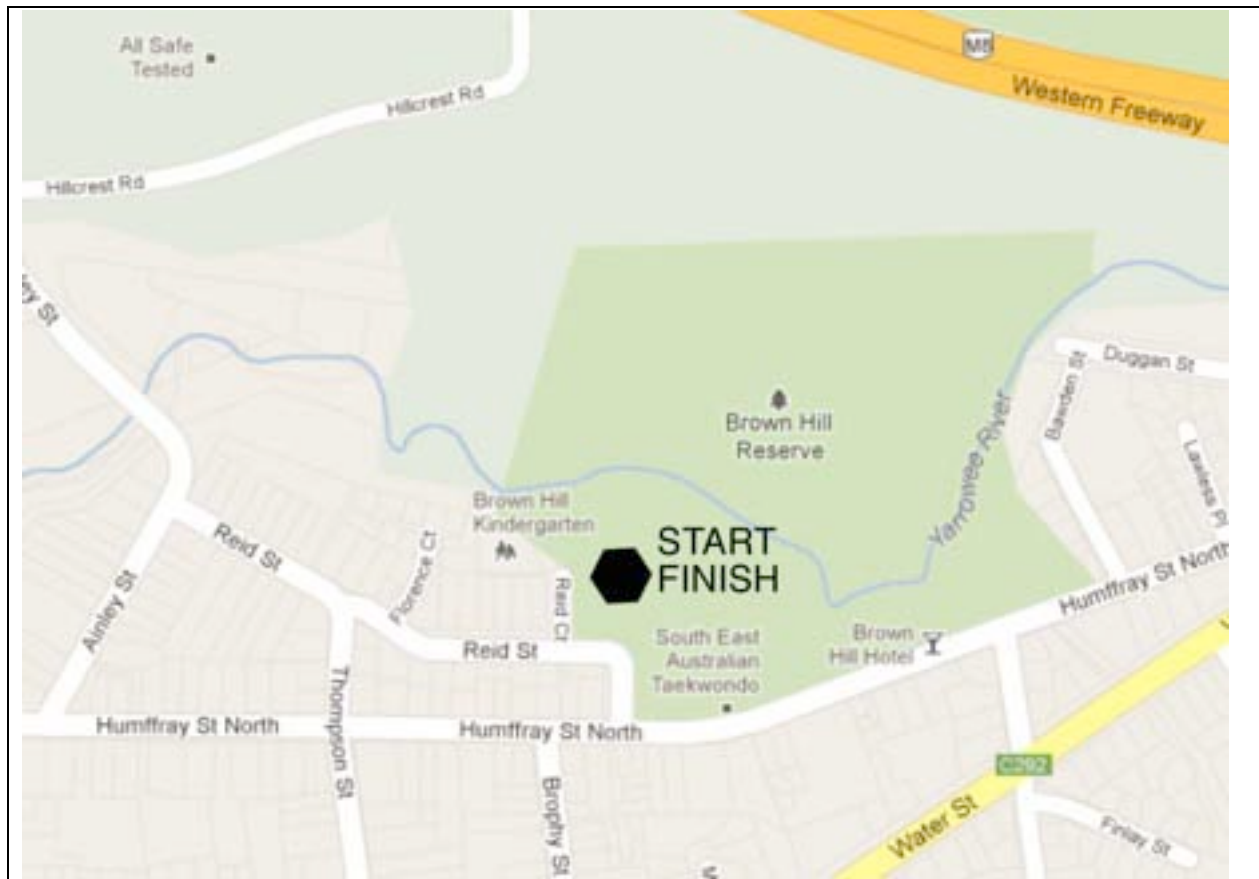 All Safe
Tested
M8
Western Freeway
Hillcrest Rd
Hillcrest Rd
St
Brown Hill
Reserve
Yarrowee River
Duggan St
Bawden St
Lawless Pl
Brown Hill
Kindergarten
START
FINISH
Reid St
Florence Ct
Reid Ct
Ainley St
Reid St
South East
Australian
Taekwondo
Brown
Hill Hotel
Humffray St North
Humffray St North
Humffray St North
Thompson St
Brophy St
C292
Water St
Finlay St